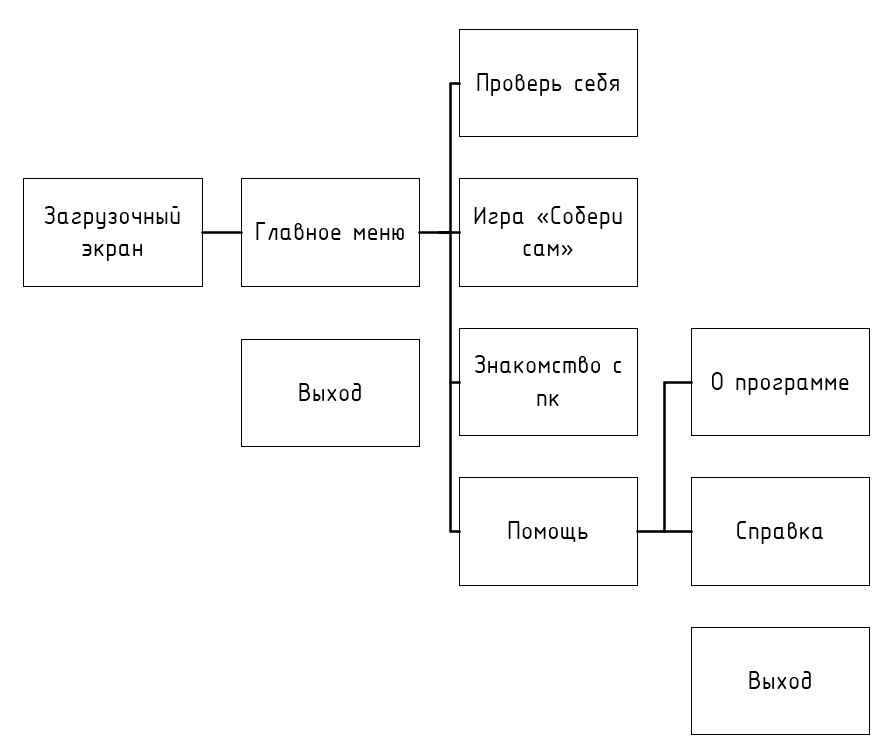 Проверь себя
Загрузочный
экран
Главное меню
Игра «Собери
сам»
Выход
Знакомство с
пк
О программе
Помощь
Справка
Выход